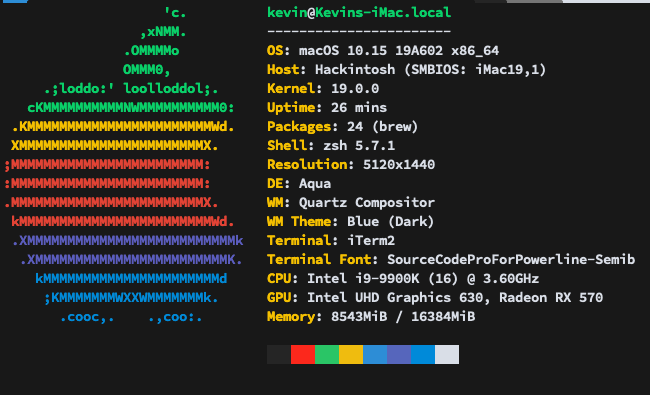 'c.          kevin@Kevins-iMac.local
                 ,xNMM.          -----------------------
               .OMMMMo           OS: macOS 10.15 19A602 x86_64
               OMMM0,            Host: Hackintosh (SMBIOS: iMac19,1)
     .;loddo:' loolloddol;.      Kernel: 19.0.0
   cKMMMMMMMMMMNWMMMMMMMMMM0:    Uptime: 26 mins
 .KMMMMMMMMMMMMMMMMMMMMMMMWd.    Packages: 24 (brew)
 XMMMMMMMMMMMMMMMMMMMMMMMX.      Shell: zsh 5.7.1
;MMMMMMMMMMMMMMMMMMMMMMMM:       Resolution: 5120x1440
:MMMMMMMMMMMMMMMMMMMMMMMM:       DE: Aqua
.MMMMMMMMMMMMMMMMMMMMMMMMX.      WM: Quartz Compositor
 kMMMMMMMMMMMMMMMMMMMMMMMMWd.    WM Theme: Blue (Dark)
 .XMMMMMMMMMMMMMMMMMMMMMMMMMMk   Terminal: iTerm2
  .XMMMMMMMMMMMMMMMMMMMMMMMMK.   Terminal Font: SourceCodeProForPowerline-Semib
    kMMMMMMMMMMMMMMMMMMMMMMd     CPU: Intel i9-9900K (16) @ 3.60GHz
     ;KMMMMMMMWXXWMMMMMMMk.      GPU: Intel UHD Graphics 630, Radeon RX 570
       .cooc,.    .,coo:.        Memory: 8543MiB / 16384MiB